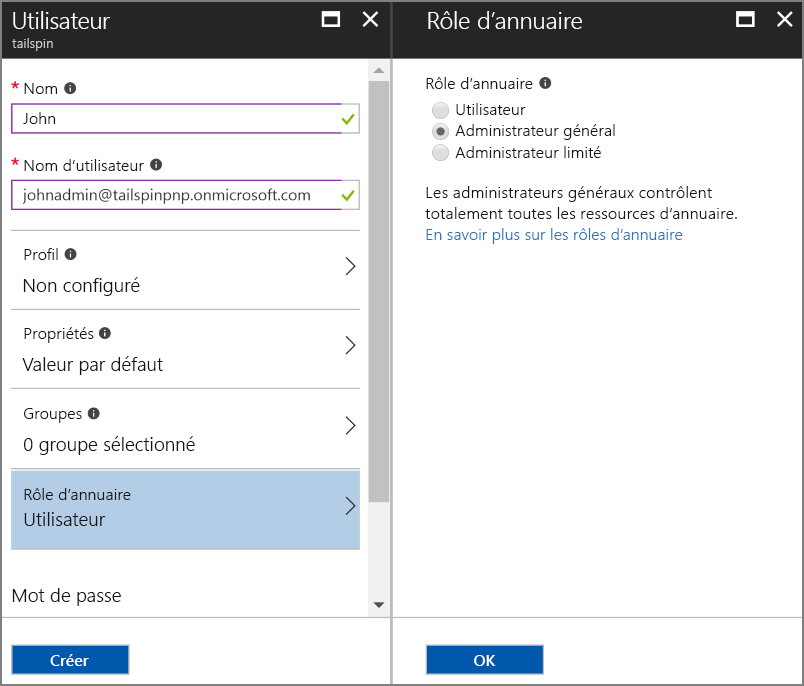 Utilisateur
tailspin
* Nom
John
* Nom d'utilisateur
johnadmin@tailspinpnp.onmicrosoft.com
Profil
Non configuré
Propriétés
Valeur par défaut
Groupes
0 groupe sélectionné
Rôle d'annuaire
Utilisateur
Mot de passe
Créer
Rôle d'annuaire
Rôle d'annuaire
Utilisateur
Administrateur général
Administrateur limité
Les administrateurs généraux contrôlent
totalement toutes les ressources d'annuaire.
En savoir plus sur les rôles d'annuaire
OK